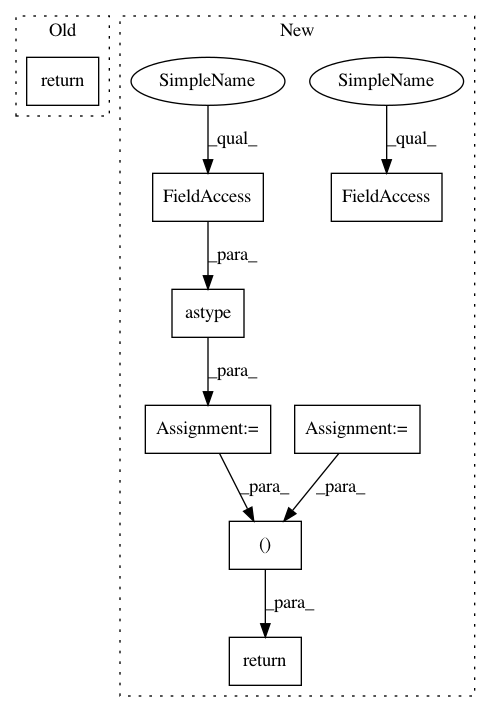 Old
New
return
SimpleName
SimpleName
_qual_
_qual_
FieldAccess
FieldAccess
_para_
astype
_para_
Assignment:=
Assignment:=
_para_
_para_
()
_para_
return